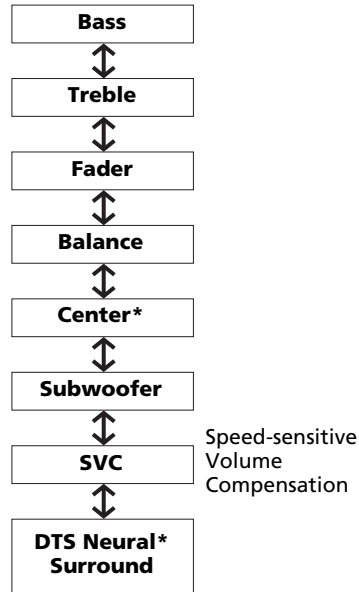 Bass
Treble
Fader
Balance
Center*
Subwoofer
SVC
Speed-sensitive
Volume
Compensation
DTS Neural*
Surround